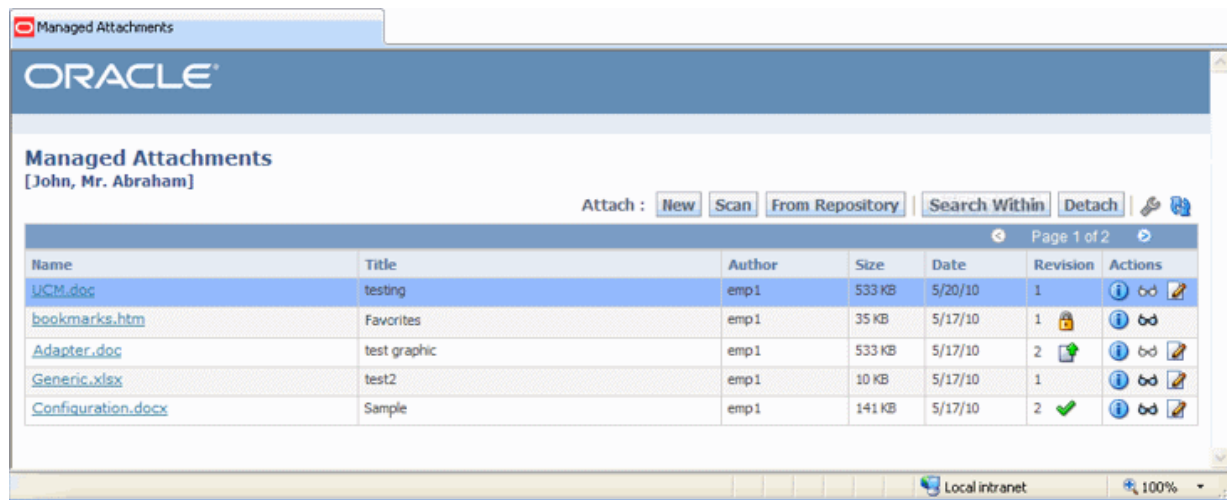 Managed Attachments
ORACLE®
Managed Attachments
[John, Mr. Abraham]
Attach : New Scan From Repository Search Within Detach
Page 1 of 2
Name Title Author Size Date Revision Actions
UCM.doc testing emp1 533 KB 5/20/10 1
bookmarks.htm Favorites emp1 35 KB 5/17/10 1
Adapter.doc test graphic emp1 533 KB 5/17/10 2
Generic.xlsx test2 emp1 10 KB 5/17/10 1
Configuration.docx Sample emp1 141 KB 5/17/10 2
Local intranet 100%